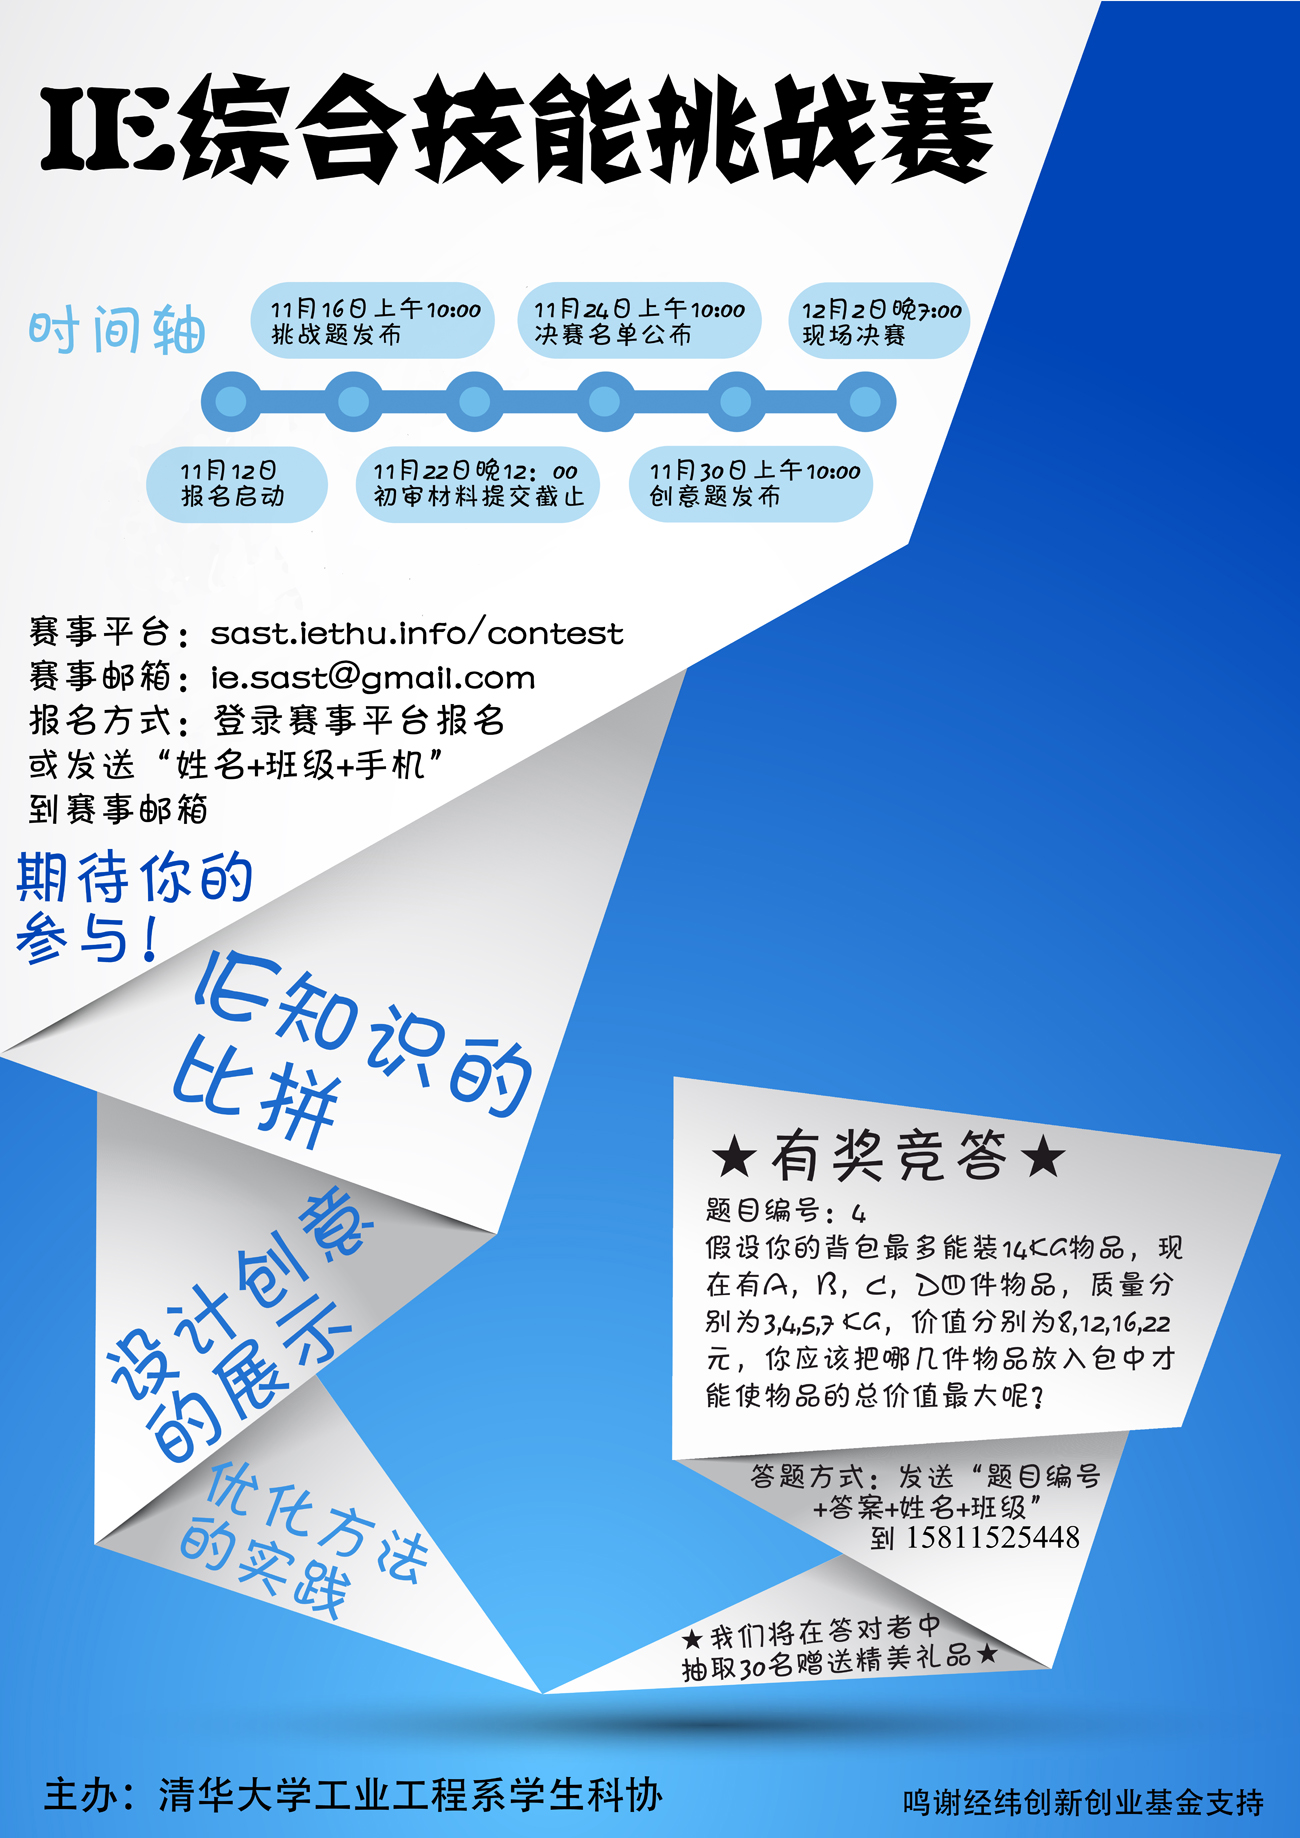 IE综合技能挑战赛
时间轴
11月16日上午10:00
挑战题发布
11月24日上午10:00
决赛名单公布
12月2日晚7:00
现场决赛
11月12日
报名启动
11月22日晚12：00
初审材料提交截止
11月30日上午10:00
创意题发布
赛事平台：sast.iethu.info/contest
赛事邮箱：ie.sast@gmail.com
报名方式：登录赛事平台报名
或发送“姓名+班级+手机”
到赛事邮箱
期待你的
参与！
IE知识的
比拼
设计创意
的展示
优化方法
的实践
★有奖竞答★
题目编号：4
假设你的背包最多能装14KG物品，现
在有A，B，C，D四件物品，质量分
别为3,4,5,7 KG，价值分别为8,12,16,22
元，你应该把哪几件物品放入包中才
能使物品的总价值最大呢？
答题方式：发送“题目编号
+答案+姓名+班级”
到 15811525448
★我们将在答对者中
抽取30名赠送精美礼品★
主办：清华大学工业工程系学生科协
鸣谢经纬创新创业基金支持